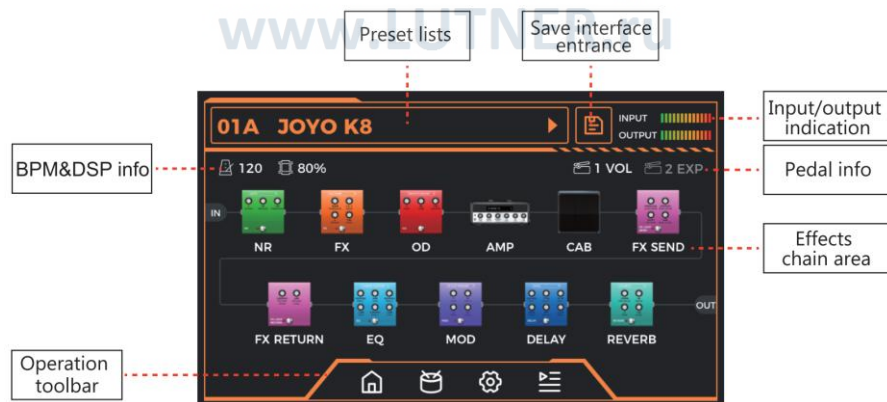 www.LUTNER.ru
Preset lists
Save interface
entrance
01A JOYO K8
INPUT
OUTPUT
Input/output
indication
BPM&DSP info
120
80%
1 VOL
2 EXP
Pedal info
IN
NR
FX
OD
AMP
CAB
FX SEND
Effects
chain area
FX RETURN
EQ
MOD
DELAY
REVERB
OUT
Operation
toolbar